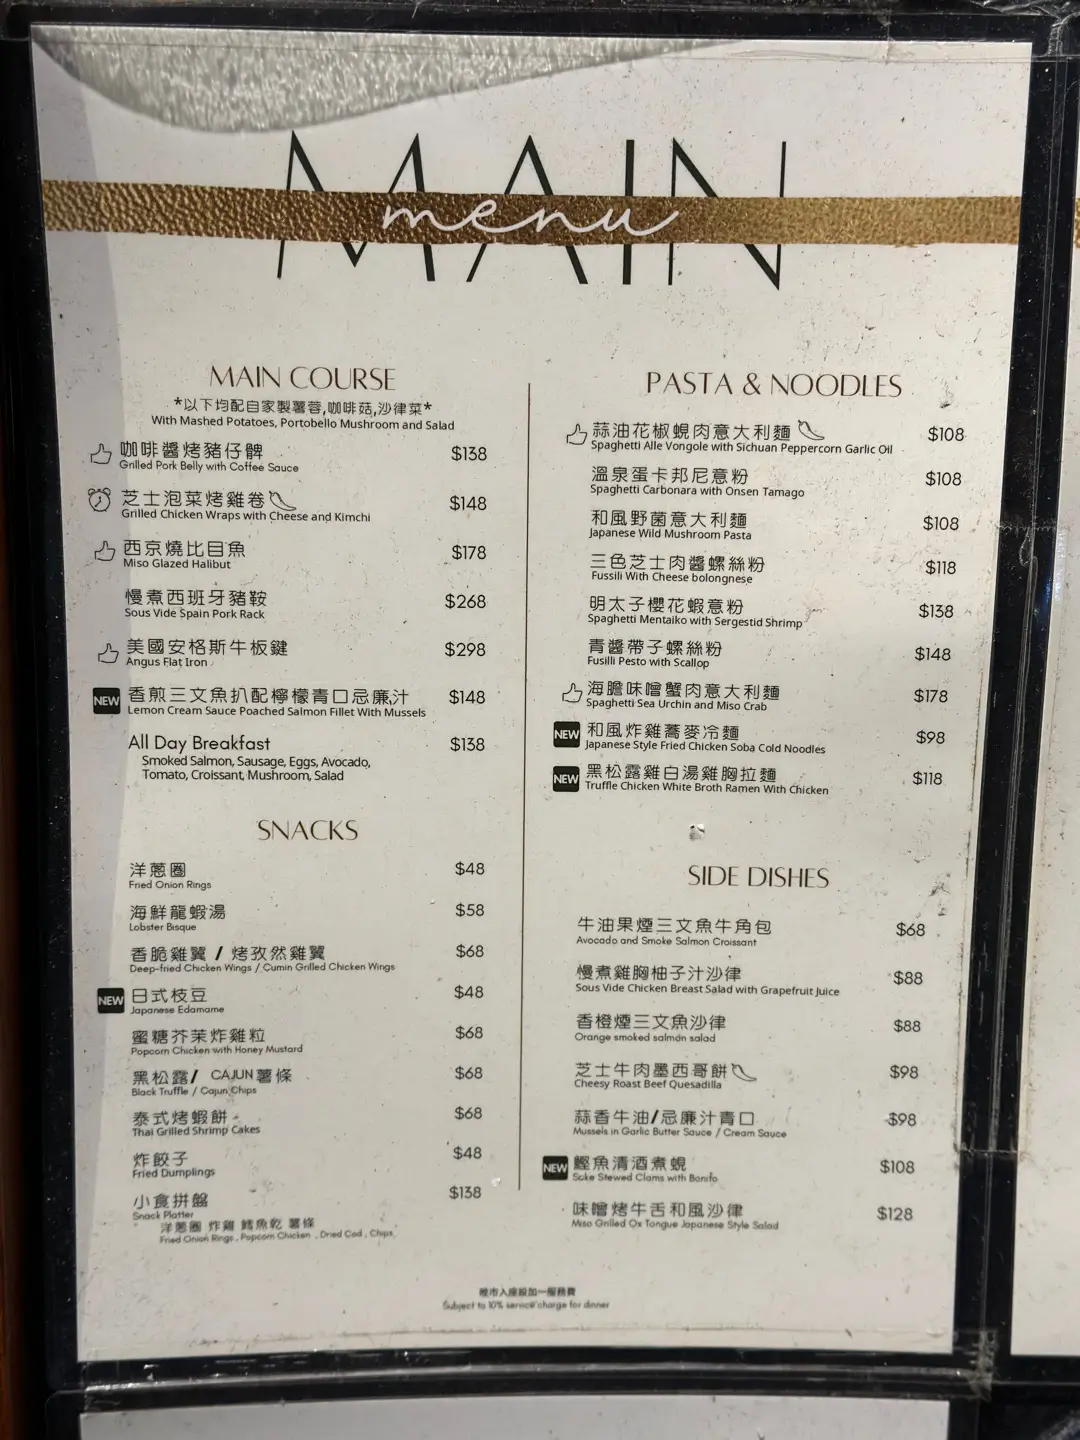 MAIN
menu
MAIN COURSE
*以下均配自家製薯蓉,咖啡菇,沙律菜*
With Mashed Potatoes, Portobello Mushroom and Salad
咖啡醬烤豬仔髀 $138
Grilled Pork Belly with Coffee Sauce
芝士泡菜烤雞卷 $148
Grilled Chicken Wraps with Cheese and Kimchi
西京燒比目魚 $178
Miso Glazed Halibut
慢煮西班牙豬鞍 $268
Sous Vide Spain Pork Rack
美國安格斯牛板鍵 $298
Angus Flat Iron
NEW 香煎三文魚扒配檸檬青口忌廉汁 $148
Lemon Cream Sauce Poached Salmon Fillet With Mussels
All Day Breakfast $138
Smoked Salmon, Sausage, Eggs, Avocado,
Tomato, Croissant, Mushroom, Salad
SNACKS
洋蔥圈 $48
Fried Onion Rings
海鮮龍蝦湯 $58
Lobster Bisque
香脆雞翼 / 烤孜然雞翼 $68
Deep-fried Chicken Wings / Cumin Grilled Chicken Wings
NEW 日式枝豆 $48
Japanese Edamame
蜜糖芥茉炸雞粒 $68
Popcorn Chicken with Honey Mustard
黑松露/ CAJUN薯條 $68
Black Truffle / Cajun Chips
泰式烤蝦餅 $68
Thai Grilled Shrimp Cakes
炸餃子 $48
Fried Dumplings
小食拼盤 $138
Snack Platter
洋蔥圈 炸雞 鱈魚乾 薯條
Fried Onion Rings , Popcorn Chicken , Dried Cod , Chips
PASTA & NOODLES
蒜油花椒蜆肉意大利麵 $108
Spaghetti Alle Vongole with Sichuan Peppercorn Garlic Oil
溫泉蛋卡邦尼意粉 $108
Spaghetti Carbonara with Onsen Tamago
和風野菌意大利麵 $108
Japanese Wild Mushroom Pasta
三色芝士肉醬螺絲粉 $118
Fussili With Cheese bolongnese
明太子櫻花蝦意粉 $138
Spaghetti Mentaiko with Sergestid Shrimp
青醬帶子螺絲粉 $148
Fusilli Pesto with Scallop
海膽味噌蟹肉意大利麵 $178
Spaghetti Sea Urchin and Miso Crab
NEW 和風炸雞蕎麥冷麵 $98
Japanese Style Fried Chicken Soba Cold Noodles
NEW 黑松露雞白湯雞胸拉麵 $118
Truffle Chicken White Broth Ramen With Chicken
SIDE DISHES
牛油果煙三文魚牛角包 $68
Avocado and Smoke Salmon Croissant
慢煮雞胸柚子汁沙律 $88
Sous Vide Chicken Breast Salad with Grapefruit Juice
香橙煙三文魚沙律 $88
Orange smoked salmon salad
芝士牛肉墨西哥餅 $98
Cheesy Roast Beef Quesadilla
蒜香牛油/忌廉汁青口 $98
Mussels in Garlic Butter Sauce / Cream Sauce
NEW 鰹魚清酒煮蜆 $108
Sake Stewed Clams with Bonito
味噌烤牛舌和風沙律 $128
Miso Grilled Ox Tongue Japanese Style Salad
晚市入座設加一服務費
Subject to 10% service charge for dinner